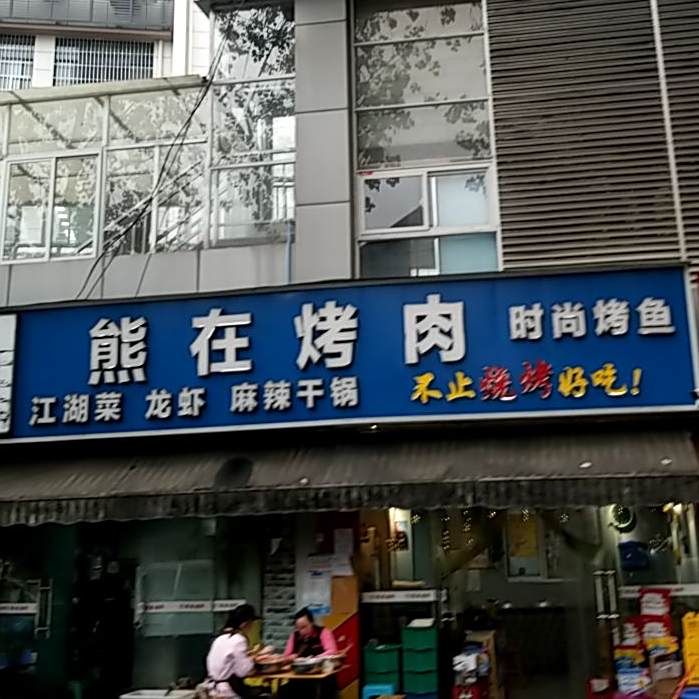 熊在烤肉
时尚烤鱼
江湖菜 龙虾 麻辣干锅
不止烧烤好吃!